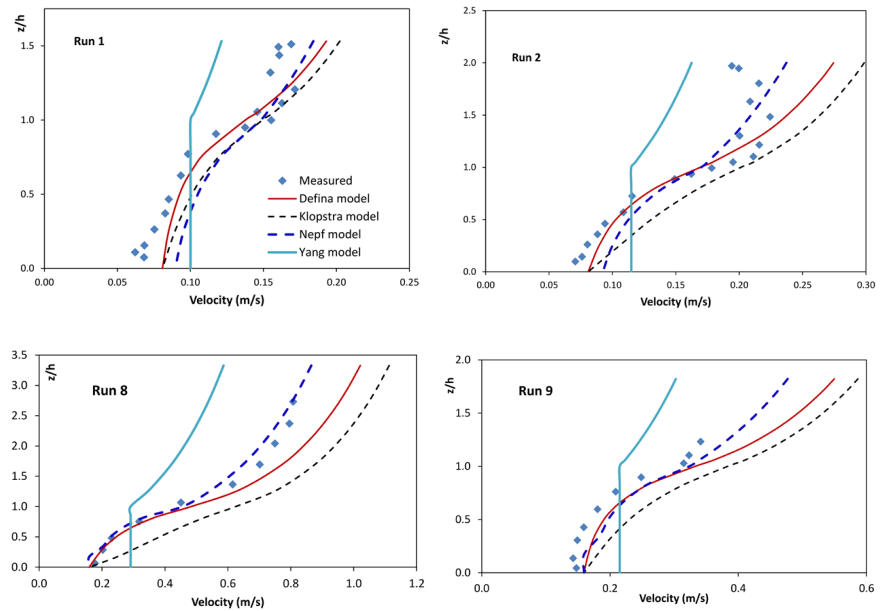 z/h
Run 1
1.5
1.0
0.5
0.0
Measured
Defina model
Klopstra model
Nepf model
Yang model
0.00 0.05 0.10 0.15 0.20 0.25
Velocity (m/s)
z/h
Run 2
2.5
2.0
1.5
1.0
0.5
0.0
0.00 0.05 0.10 0.15 0.20 0.25 0.30
Velocity (m/s)
z/h
Run 8
3.5
3.0
2.5
2.0
1.5
1.0
0.5
0.0
0.0 0.2 0.4 0.6 0.8 1.0 1.2
Velocity (m/s)
z/h
Run 9
2.0
1.5
1.0
0.5
0.0
0.0 0.2 0.4 0.6
Velocity (m/s)